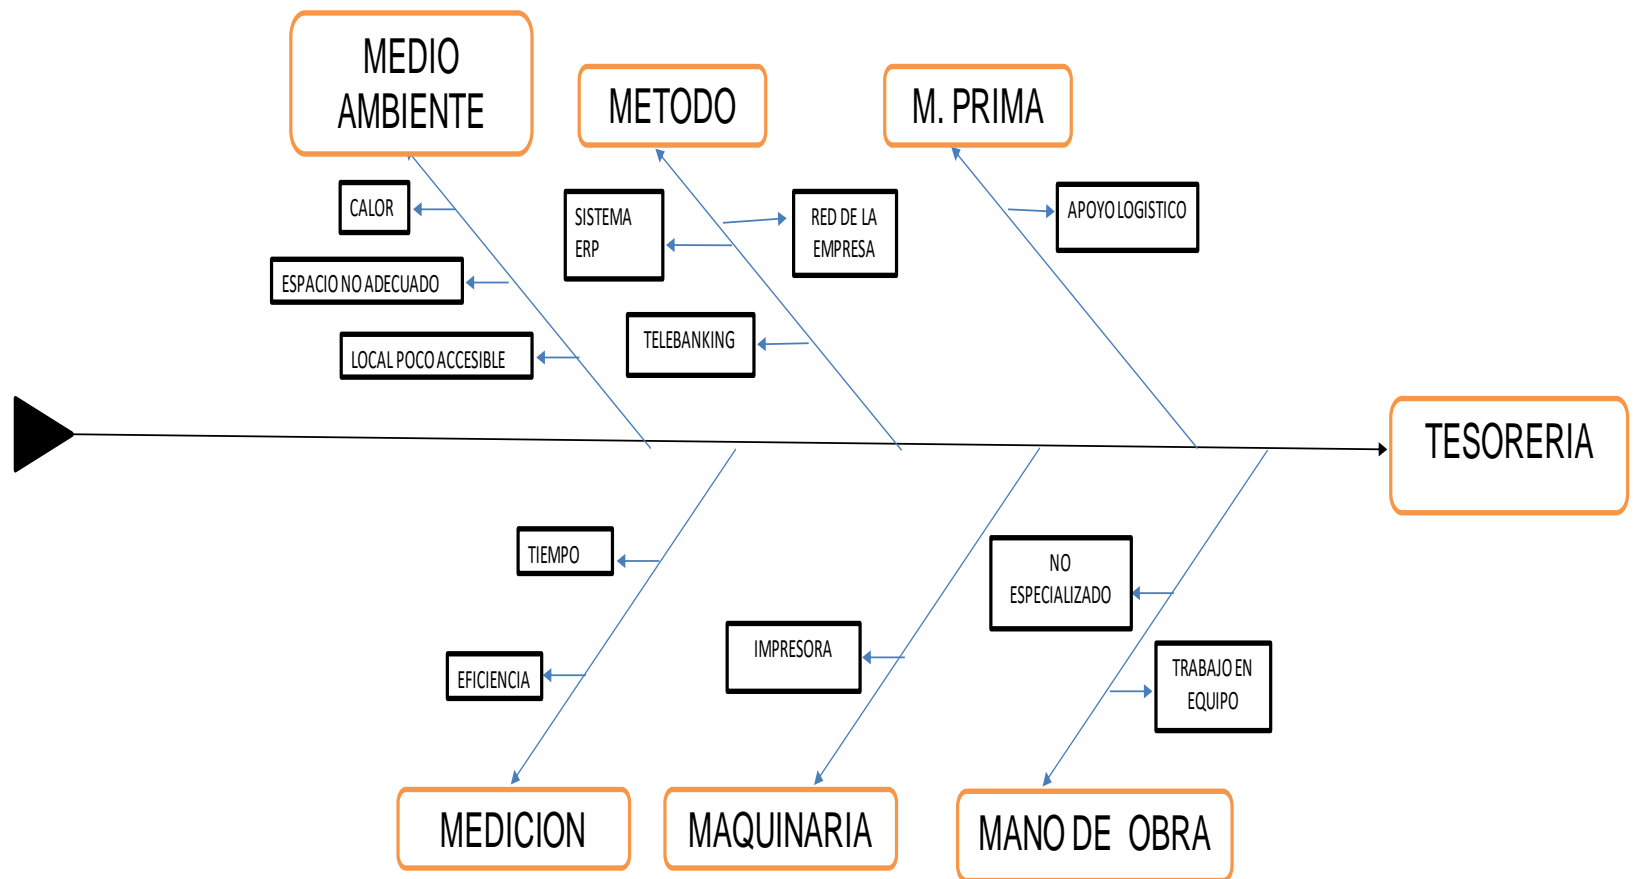 MEDIO
AMBIENTE
METODO
M. PRIMA
CALOR
SISTEMA
ERP
RED DE LA
EMPRESA
APOYO LOGISTICO
ESPACIO NO ADECUADO
TELEBANKING
LOCAL POCO ACCESIBLE
TESORERIA
TIEMPO
NO
ESPECIALIZADO
IMPRESORA
EFICIENCIA
TRABAJO EN
EQUIPO
MEDICION
MAQUINARIA
MANO DE OBRA